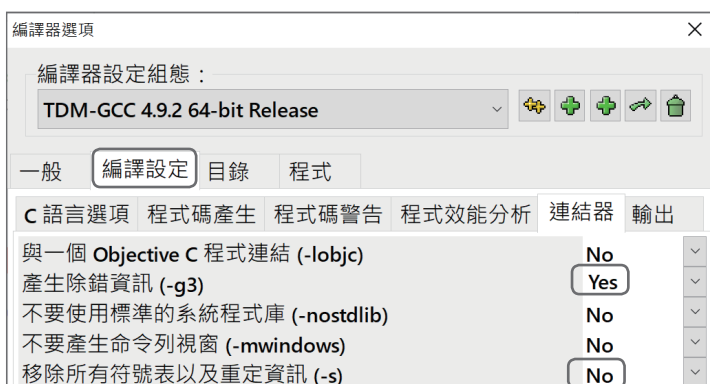 編譯器選項
編譯器設定組態：
TDM-GCC 4.9.2 64-bit Release
一般 編譯設定 目錄 程式
C 語言選項 程式碼產生 程式碼警告 程式效能分析 連結器 輸出
與一個 Objective C 程式連結 (-lobjc) No
產生除錯資訊 (-g3) Yes
不要使用標準的系統程式庫 (-nostdlib) No
不要產生命令列視窗 (-mwindows) No
移除所有符號表以及重定資訊 (-s) No